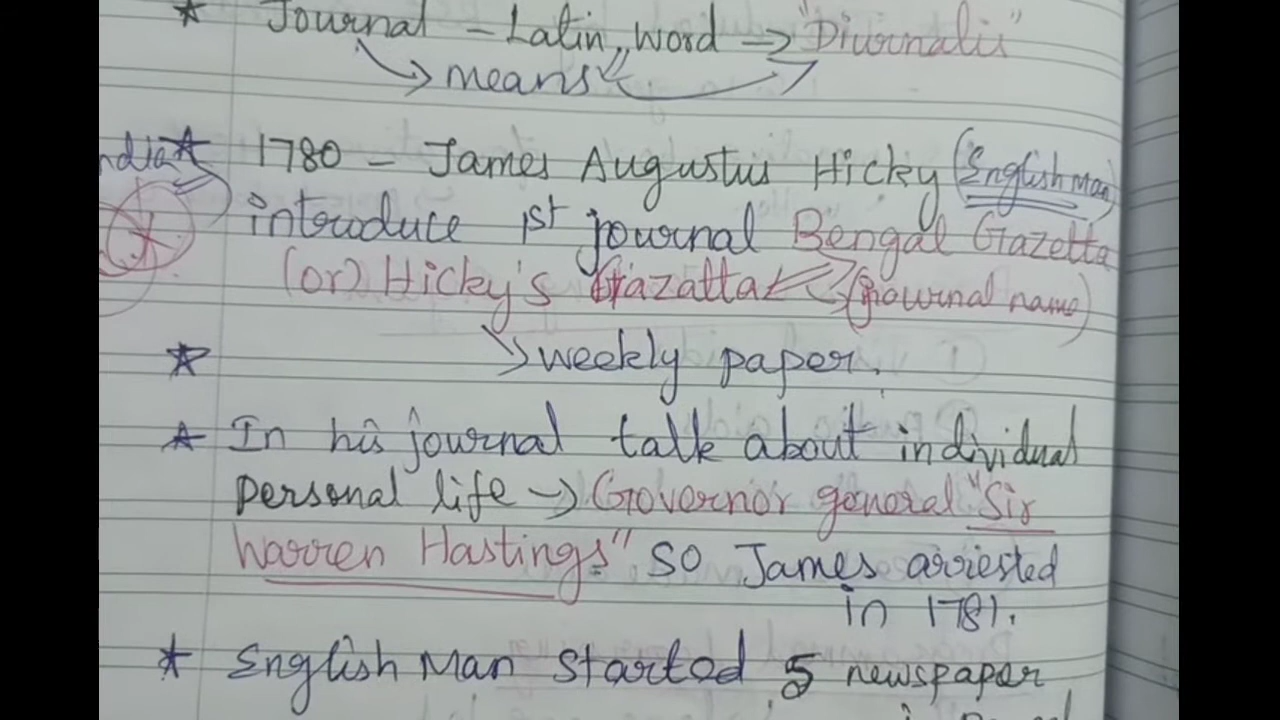 ★ Journal – Latin word → "Diurnalis"
means
ndia ★ 1780 – James Augustus Hicky (English Man)
introduce 1st journal Bengal Gazetta
(or) Hicky's Gazatta (journal name)
★ weekly paper.
★ In his journal talk about individual
personal life → Governor general "Sir
Warren Hastings" so James arrested
in 1781.
★ English Man started 5 newspaper